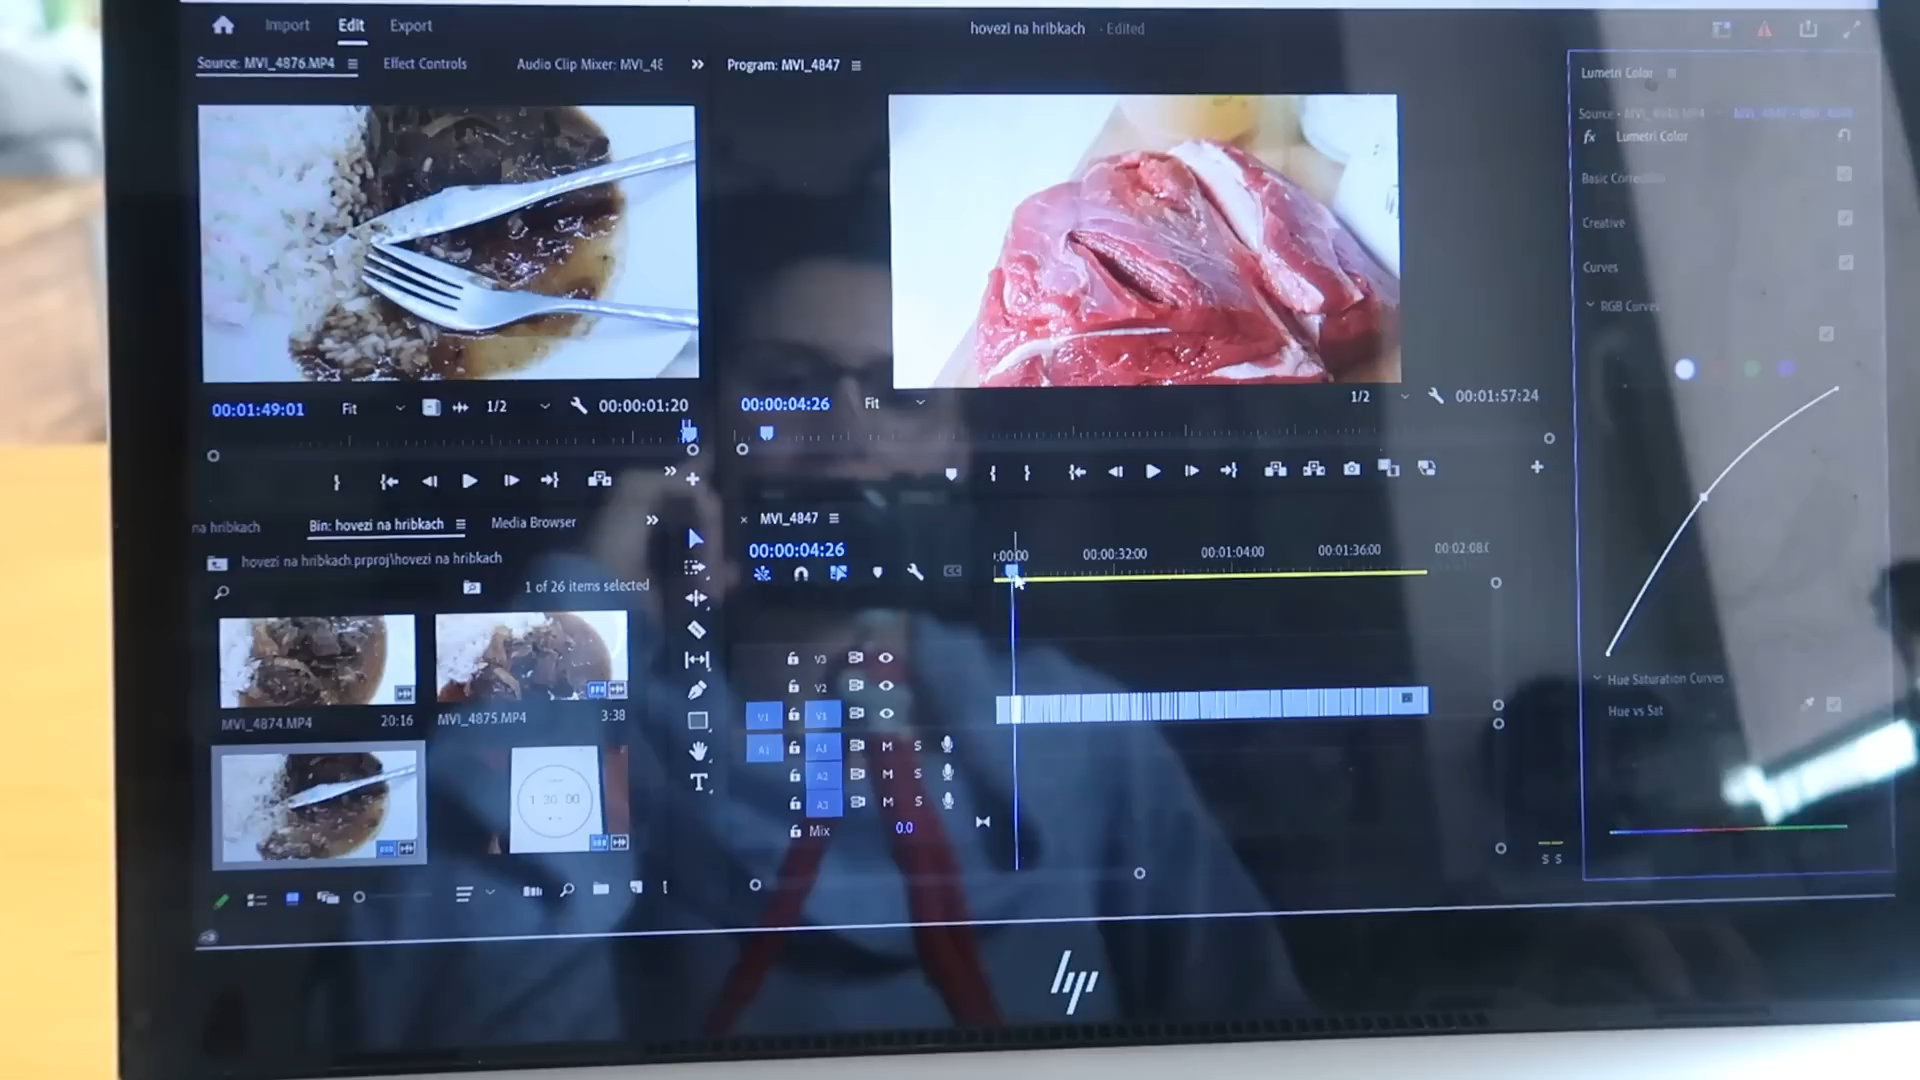 Import Edit Export
hovezi na hribkach - Edited
Source: MVI_4876.MP4 Effect Controls Audio Clip Mixer: MVI_48
Program: MVI_4847
00:01:49:01 Fit 1/2 00:00:01:20
00:00:04:26 Fit 1/2 00:01:57:24
na hribkach Bin: hovezi na hribkach Media Browser
hovezi na hribkach.prproj\hovezi na hribkach
1 of 26 items selected
MVI_4874.MP4 20:16
MVI_4875.MP4 3:38
1 30 00
T
MVI_4847
00:00:04:26
:00:00 00:00:32:00 00:01:04:00 00:01:36:00 00:02:08:0
CC
V3
V2
V1 V1
A1 A1 M S
A2 M S
A3 M S
Mix 0.0
S S
Lumetri Color
fx Lumetri Color
Basic Correction
Creative
Curves
RGB Curves
Hue Saturation Curves
Hue vs Sat
hp